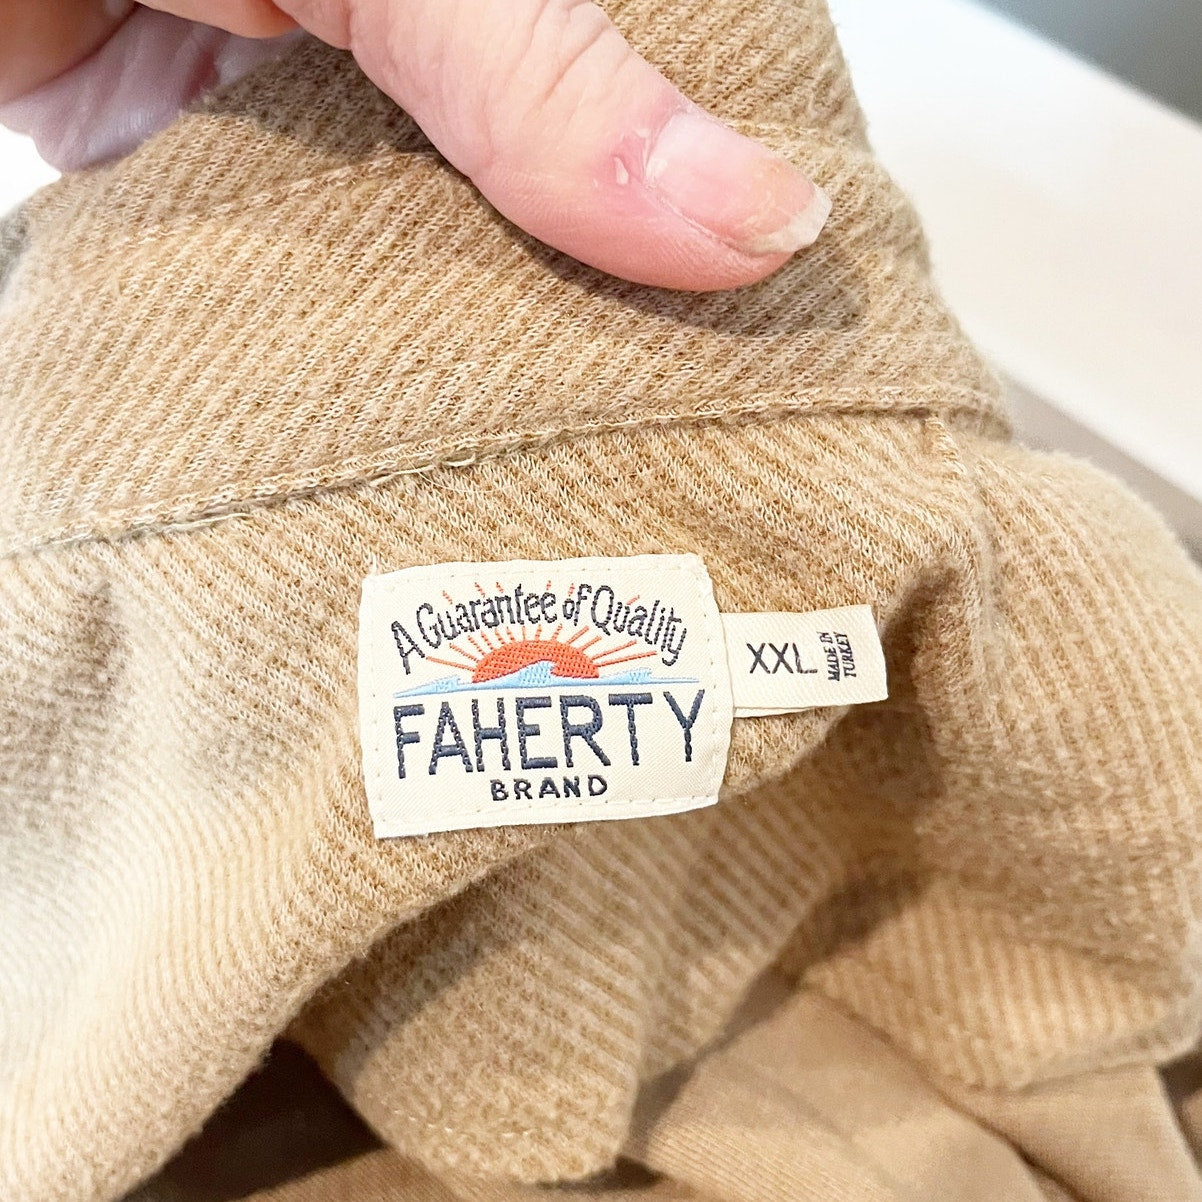 A Guarantee of Quality
FAHERTY
BRAND
XXL
MADE IN
TURKEY